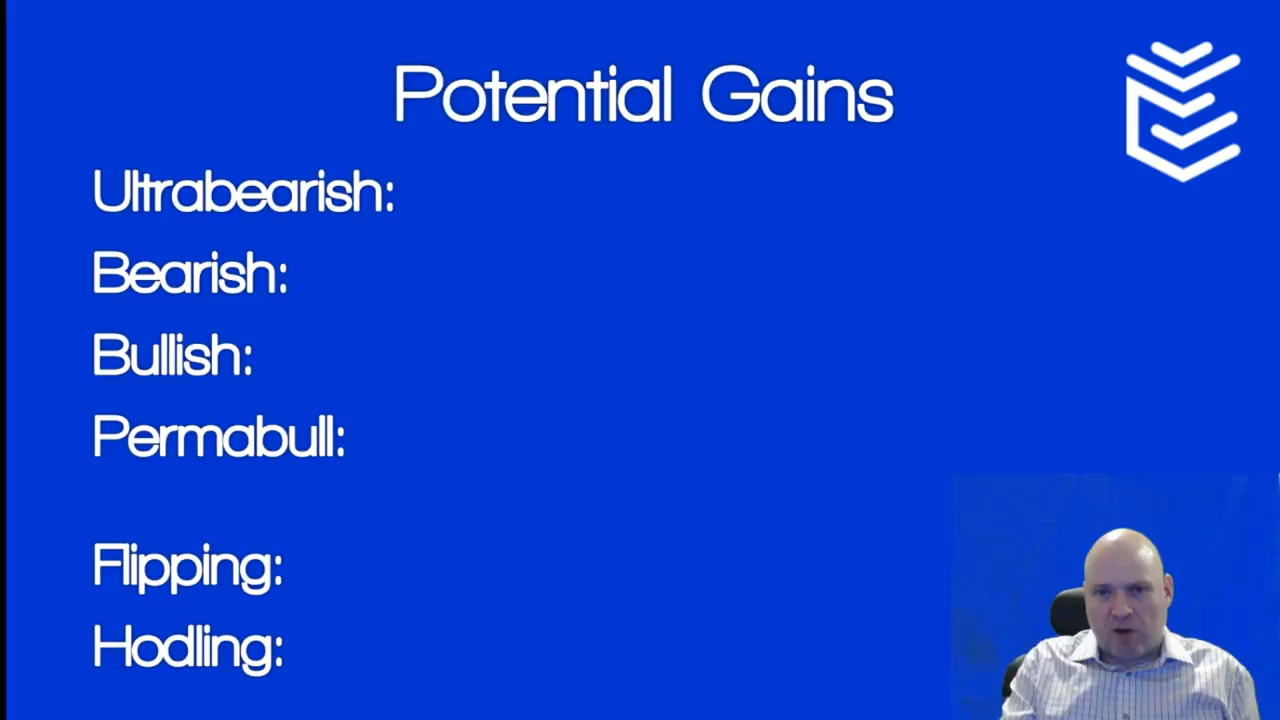 Potential Gains
Ultrabearish:
Bearish:
Bullish:
Permabull:
Flipping:
Hodling: